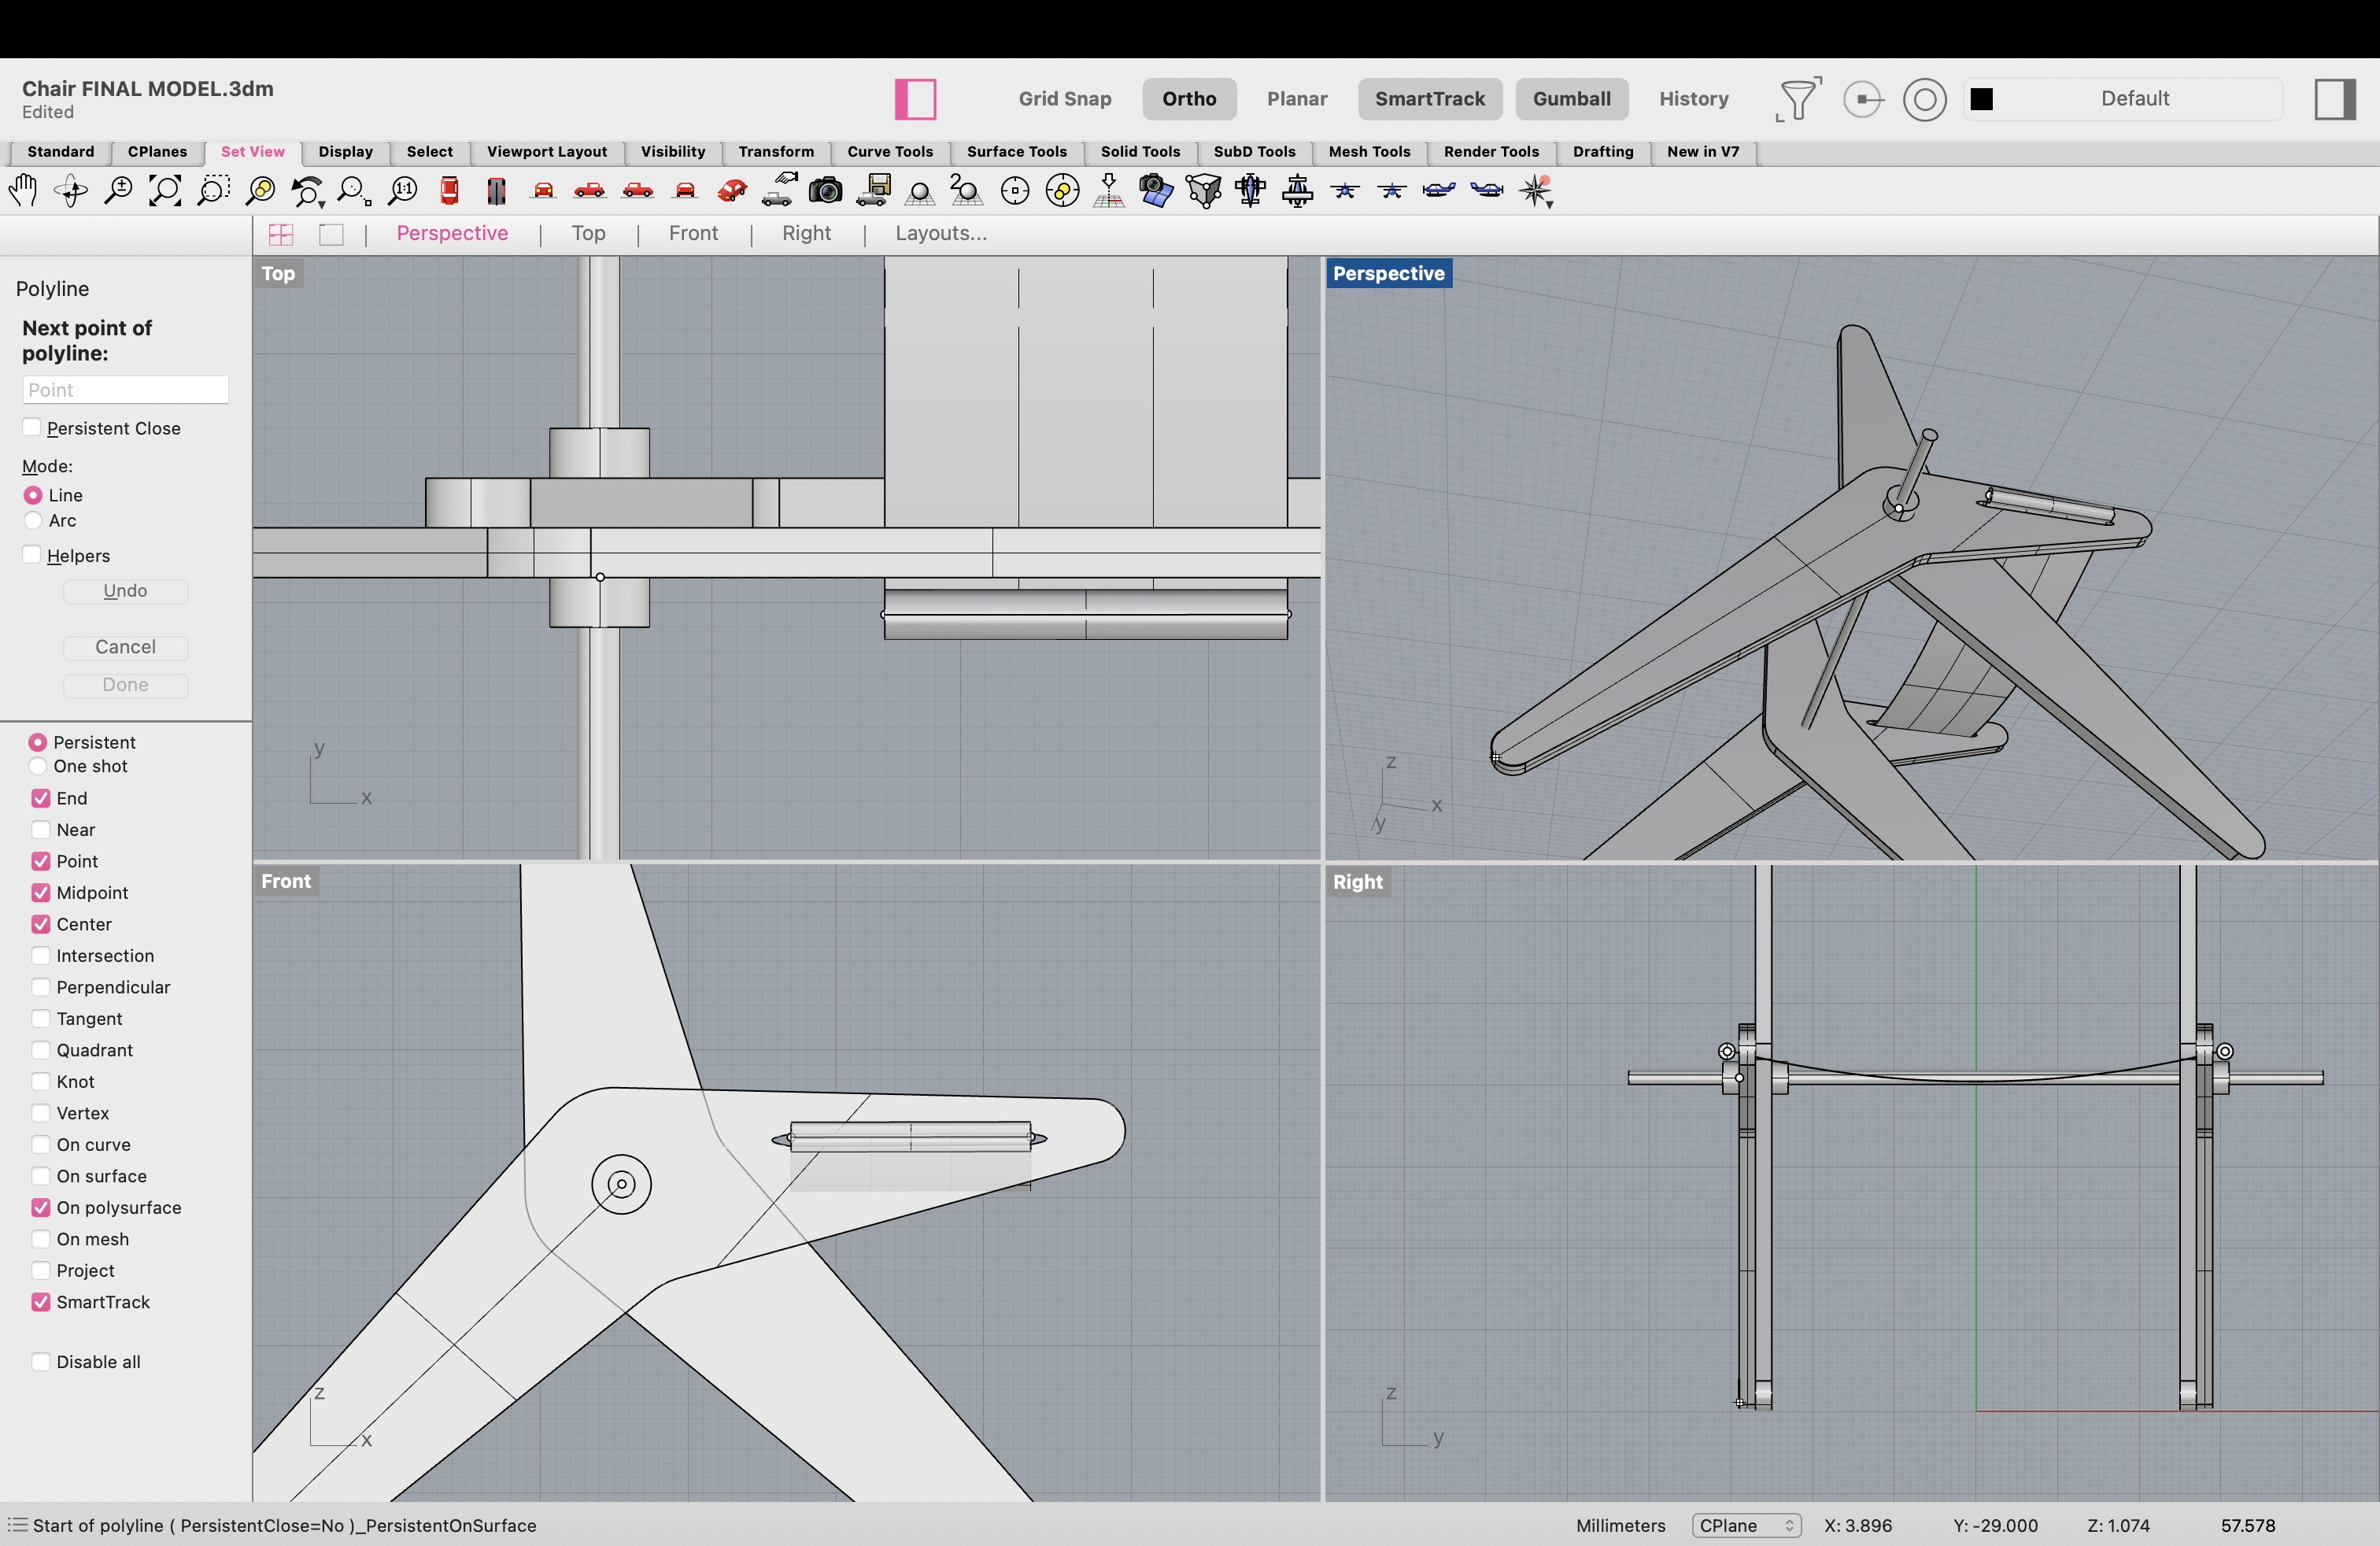 Chair FINAL MODEL.3dm
Edited
Grid Snap Ortho Planar SmartTrack Gumball History Default
Standard CPlanes Set View Display Select Viewport Layout Visibility Transform Curve Tools Surface Tools Solid Tools SubD Tools Mesh Tools Render Tools Drafting New in V7
1:1 2
Perspective | Top | Front | Right | Layouts...
Polyline
Next point of
polyline:
Point
Persistent Close
Mode:
Line
Arc
Helpers
Undo
Cancel
Done
Persistent
One shot
End
Near
Point
Midpoint
Center
Intersection
Perpendicular
Tangent
Quadrant
Knot
Vertex
On curve
On surface
On polysurface
On mesh
Project
SmartTrack
Disable all
Top
y
x
Perspective
z
x
y
Front
z
x
Right
z
y
Start of polyline ( PersistentClose=No )_PersistentOnSurface
Millimeters CPlane X: 3.896 Y: -29.000 Z: 1.074 57.578